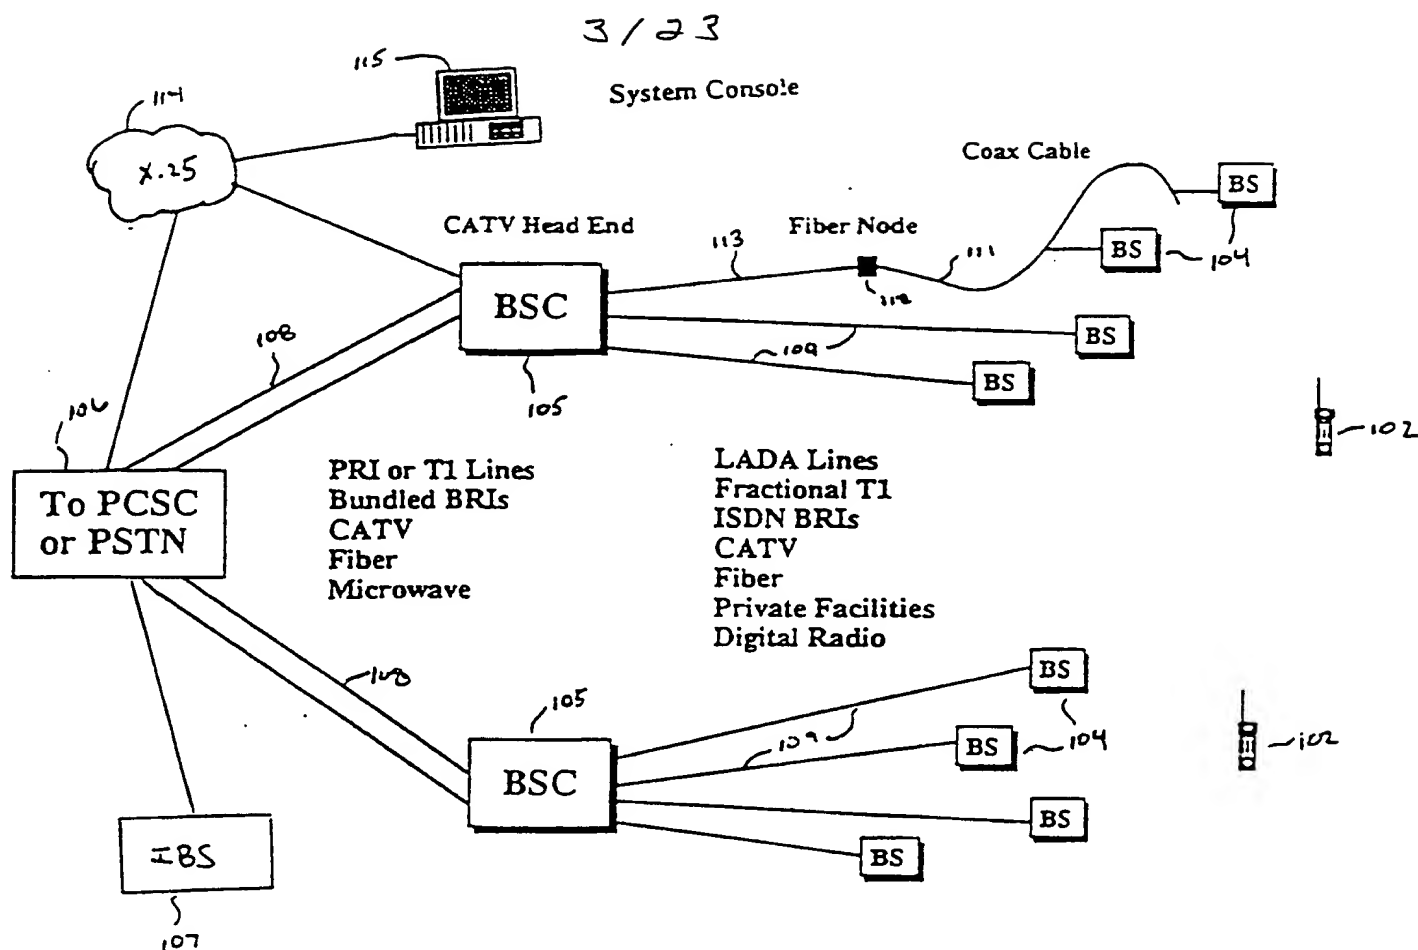 3/23
115
System Console
114
X.25
Coax Cable
BS
CATV Head End
Fiber Node
113
111
BS
104
BSC
112
108
109
BS
BS
105
106
102
To PCSC
or PSTN
PRI or T1 Lines
Bundled BRIs
CATV
Fiber
Microwave
LADA Lines
Fractional T1
ISDN BRIs
CATV
Fiber
Private Facilities
Digital Radio
108
105
BS
104
109
BS
102
BSC
BS
BS
IBS
107